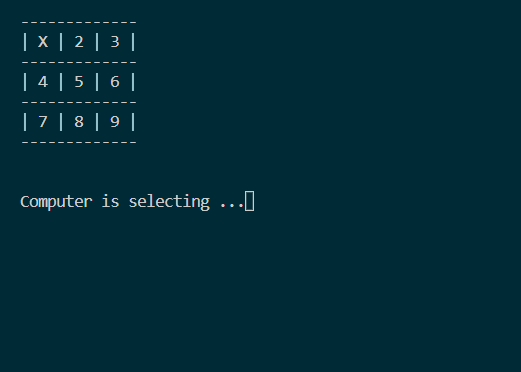 -------------
| X | 2 | 3 |
-------------
| 4 | 5 | 6 |
-------------
| 7 | 8 | 9 |
-------------
Computer is selecting ...